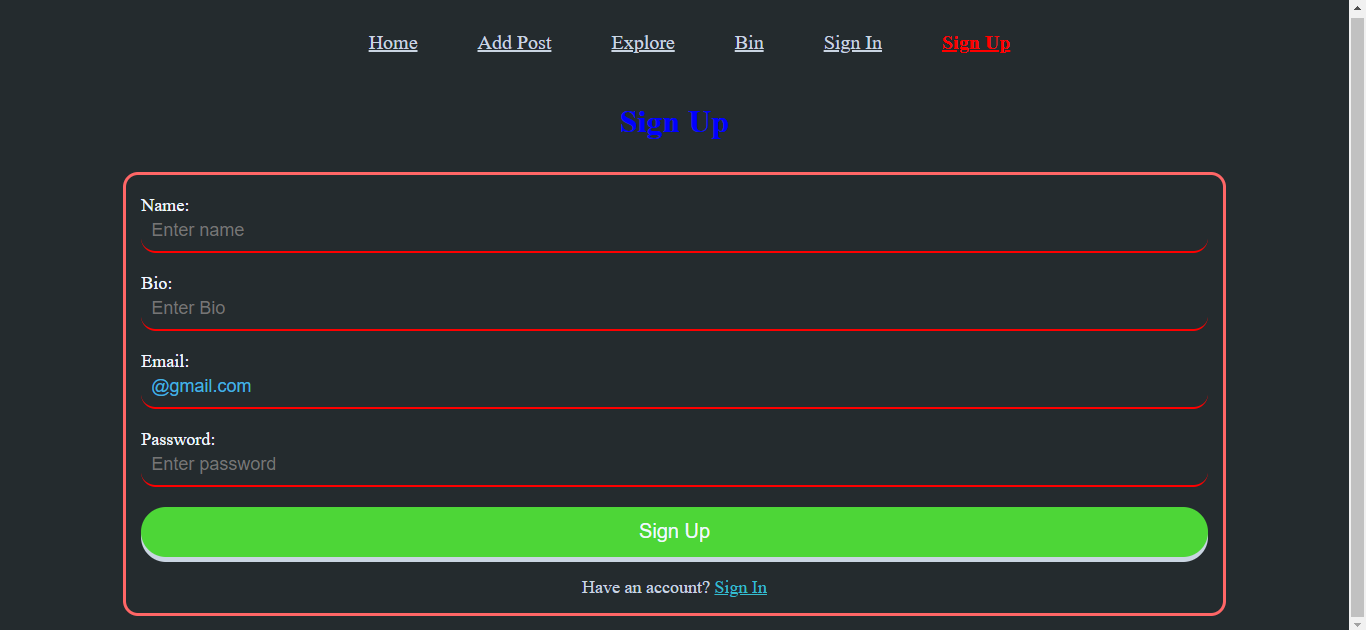 Home Add Post Explore Bin Sign In Sign Up
Sign Up
Name:
Enter name
Bio:
Enter Bio
Email:
@gmail.com
Password:
Enter password
Sign Up
Have an account? Sign In